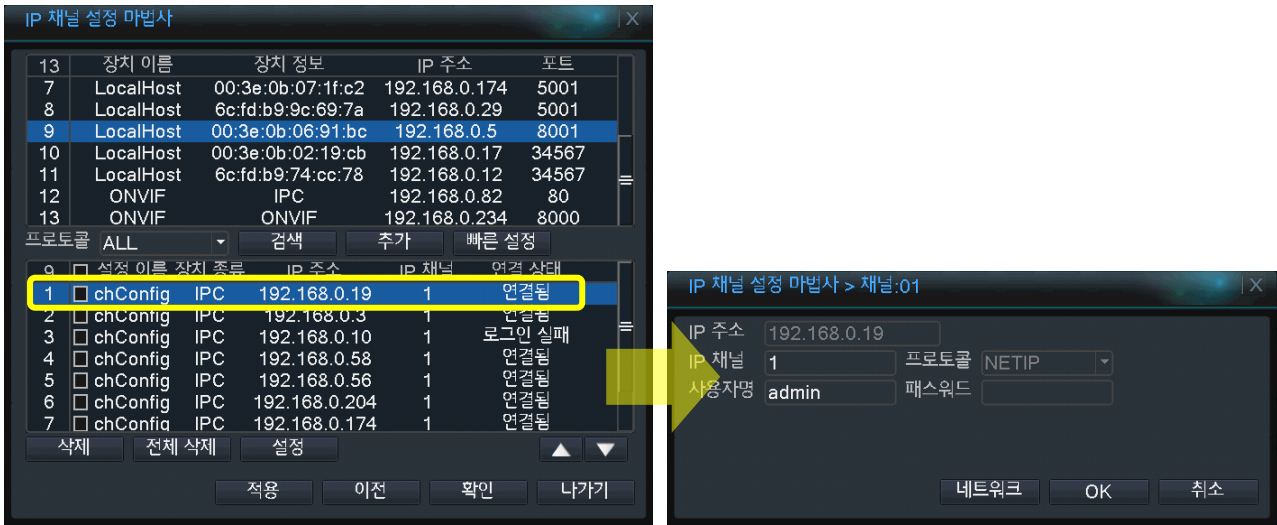 IP 채널 설정 마법사 X
13 장치 이름 장치 정보 IP 주소 포트
7 LocalHost 00:3e:0b:07:1f:c2 192.168.0.174 5001
8 LocalHost 6c:fd:b9:9c:69:7a 192.168.0.29 5001
9 LocalHost 00:3e:0b:06:91:bc 192.168.0.5 8001
10 LocalHost 00:3e:0b:02:19:cb 192.168.0.17 34567
11 LocalHost 6c:fd:b9:74:cc:78 192.168.0.12 34567
12 ONVIF IPC 192.168.0.82 80
13 ONVIF ONVIF 192.168.0.234 8000
프로토콜 ALL 검색 추가 빠른 설정
9 설정 이름 장치 종류 IP 주소 IP 채널 연결 상태
1 chConfig IPC 192.168.0.19 1 연결됨
2 chConfig IPC 192.168.0.3 1 연결됨
3 chConfig IPC 192.168.0.10 1 로그인 실패
4 chConfig IPC 192.168.0.58 1 연결됨
5 chConfig IPC 192.168.0.56 1 연결됨
6 chConfig IPC 192.168.0.204 1 연결됨
7 chConfig IPC 192.168.0.174 1 연결됨
삭제 전체 삭제 설정
적용 이전 확인 나가기
IP 채널 설정 마법사 > 채널:01 X
IP 주소 192.168.0.19
IP 채널 1 프로토콜 NETIP
사용자명 admin 패스워드
네트워크 OK 취소